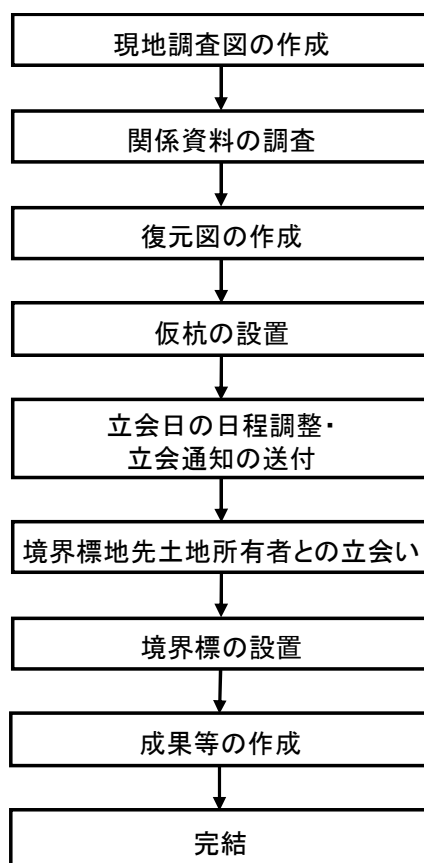 現地調査図の作成
関係資料の調査
復元図の作成
仮杭の設置
立会日の日程調整・
立会通知の送付
境界標地先土地所有者との立会い
境界標の設置
成果等の作成
完結